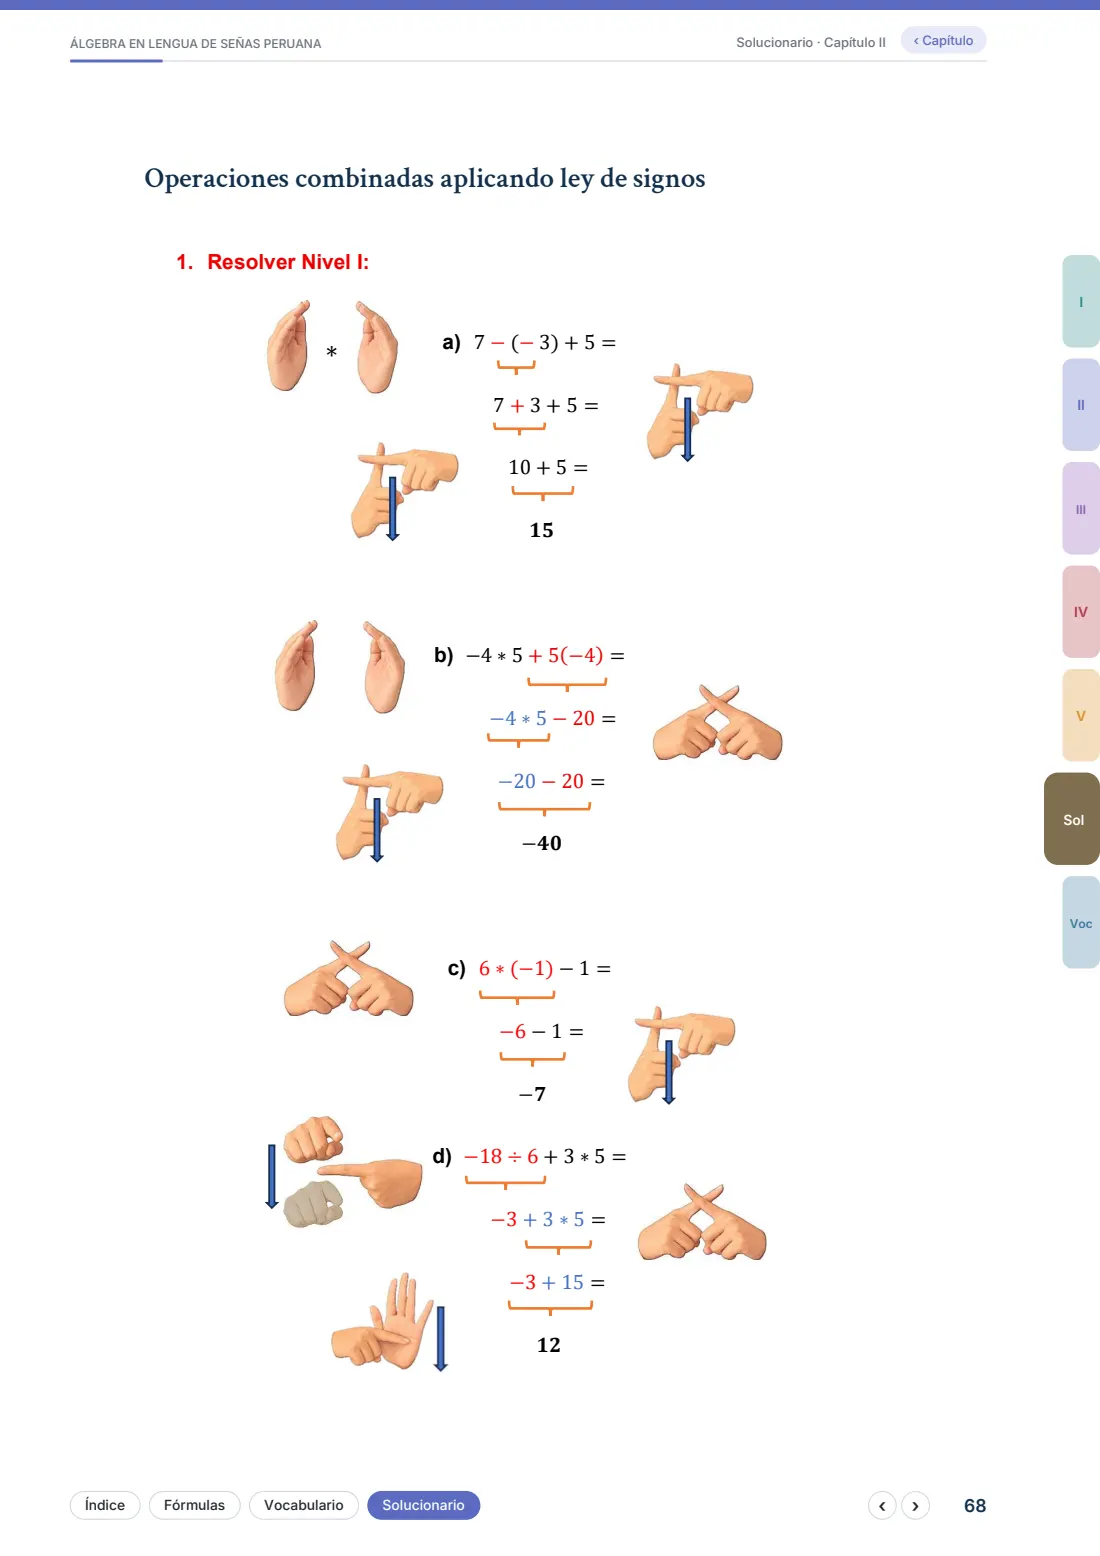 ÁLGEBRA EN LENGUA DE SEÑAS PERUANA
Solucionario · Capítulo II
‹ Capítulo
Operaciones combinadas aplicando ley de signos
1. Resolver Nivel I:
∗
a) 7 − (− 3) + 5 =
7 + 3 + 5 =
10 + 5 =
15
b) −4 ∗ 5 + 5(−4) =
−4 ∗ 5 − 20 =
−20 − 20 =
−40
c) 6 ∗ (−1) − 1 =
−6 − 1 =
−7
d) −18 ÷ 6 + 3 ∗ 5 =
−3 + 3 ∗ 5 =
−3 + 15 =
12
I
II
III
IV
V
Sol
Voc
Índice
Fórmulas
Vocabulario
Solucionario
‹ ›
68